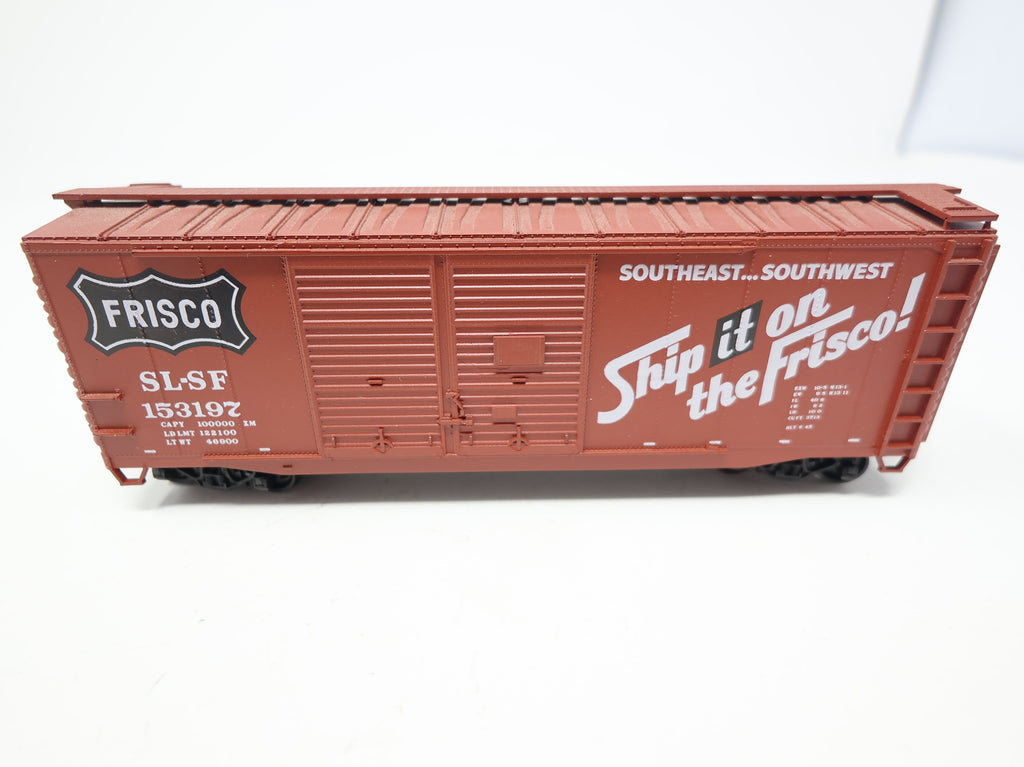 FRISCO
SL-SF
153197
CAPY 100000 XM
LD LMT 122100
LT WT 46900
SOUTHEAST...SOUTHWEST
Ship it on
the Frisco!